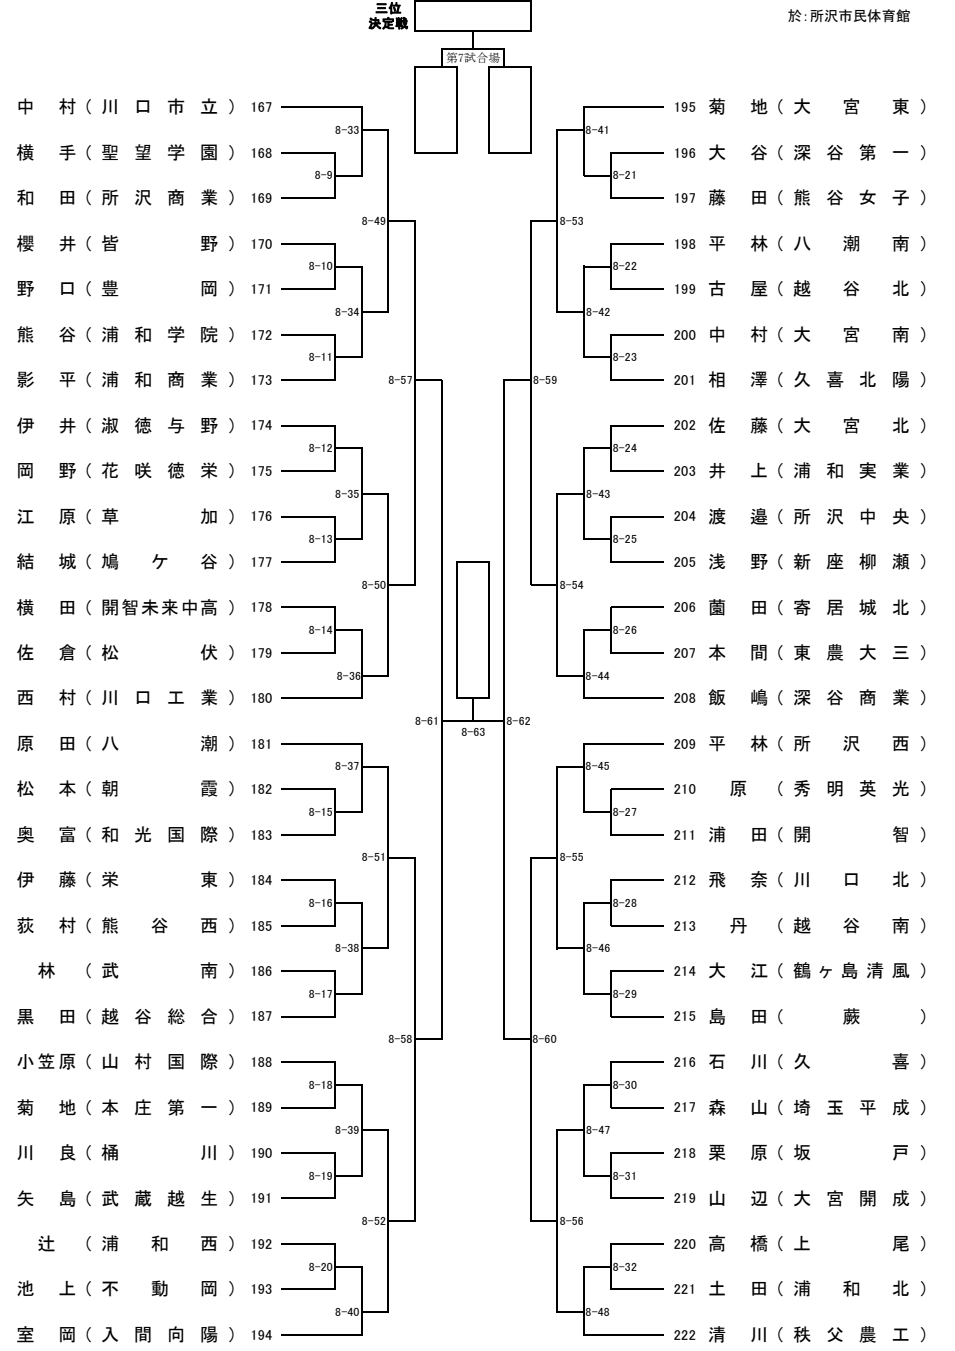 三位
決定戦
於：所沢市民体育館
第7試合場
中村（川口市立）167
横手（聖望学園）168
和田（所沢商業）169
櫻井（皆野）170
野口（豊岡）171
熊谷（浦和学院）172
影平（浦和商業）173
伊井（淑徳与野）174
岡野（花咲徳栄）175
江原（草加）176
結城（鳩ケ谷）177
横田（開智未来中高）178
佐倉（松伏）179
西村（川口工業）180
原田（八潮）181
松本（朝霞）182
奥富（和光国際）183
伊藤（栄東）184
荻村（熊谷西）185
林（武南）186
黒田（越谷総合）187
小笠原（山村国際）188
菊地（本庄第一）189
川良（桶川）190
矢島（武蔵越生）191
辻（浦和西）192
池上（不動岡）193
室岡（入間向陽）194
8-33
8-9
8-49
8-10
8-34
8-11
8-57
8-12
8-35
8-13
8-50
8-14
8-36
8-61
8-37
8-15
8-51
8-16
8-38
8-17
8-58
8-18
8-39
8-19
8-52
8-20
8-40
8-63
8-62
8-41
8-21
8-53
8-22
8-42
8-23
8-59
8-24
8-43
8-25
8-54
8-26
8-44
8-45
8-27
8-55
8-28
8-46
8-29
8-60
8-30
8-47
8-31
8-56
8-32
8-48
195 菊地（大宮東）
196 大谷（深谷第一）
197 藤田（熊谷女子）
198 平林（八潮南）
199 古屋（越谷北）
200 中村（大宮南）
201 相澤（久喜北陽）
202 佐藤（大宮北）
203 井上（浦和実業）
204 渡邉（所沢中央）
205 浅野（新座柳瀬）
206 薗田（寄居城北）
207 本間（東農大三）
208 飯嶋（深谷商業）
209 平林（所沢西）
210 原（秀明英光）
211 浦田（開智）
212 飛奈（川口北）
213 丹（越谷南）
214 大江（鶴ヶ島清風）
215 島田（蕨）
216 石川（久喜）
217 森山（埼玉平成）
218 栗原（坂戸）
219 山辺（大宮開成）
220 高橋（上尾）
221 土田（浦和北）
222 清川（秩父農工）